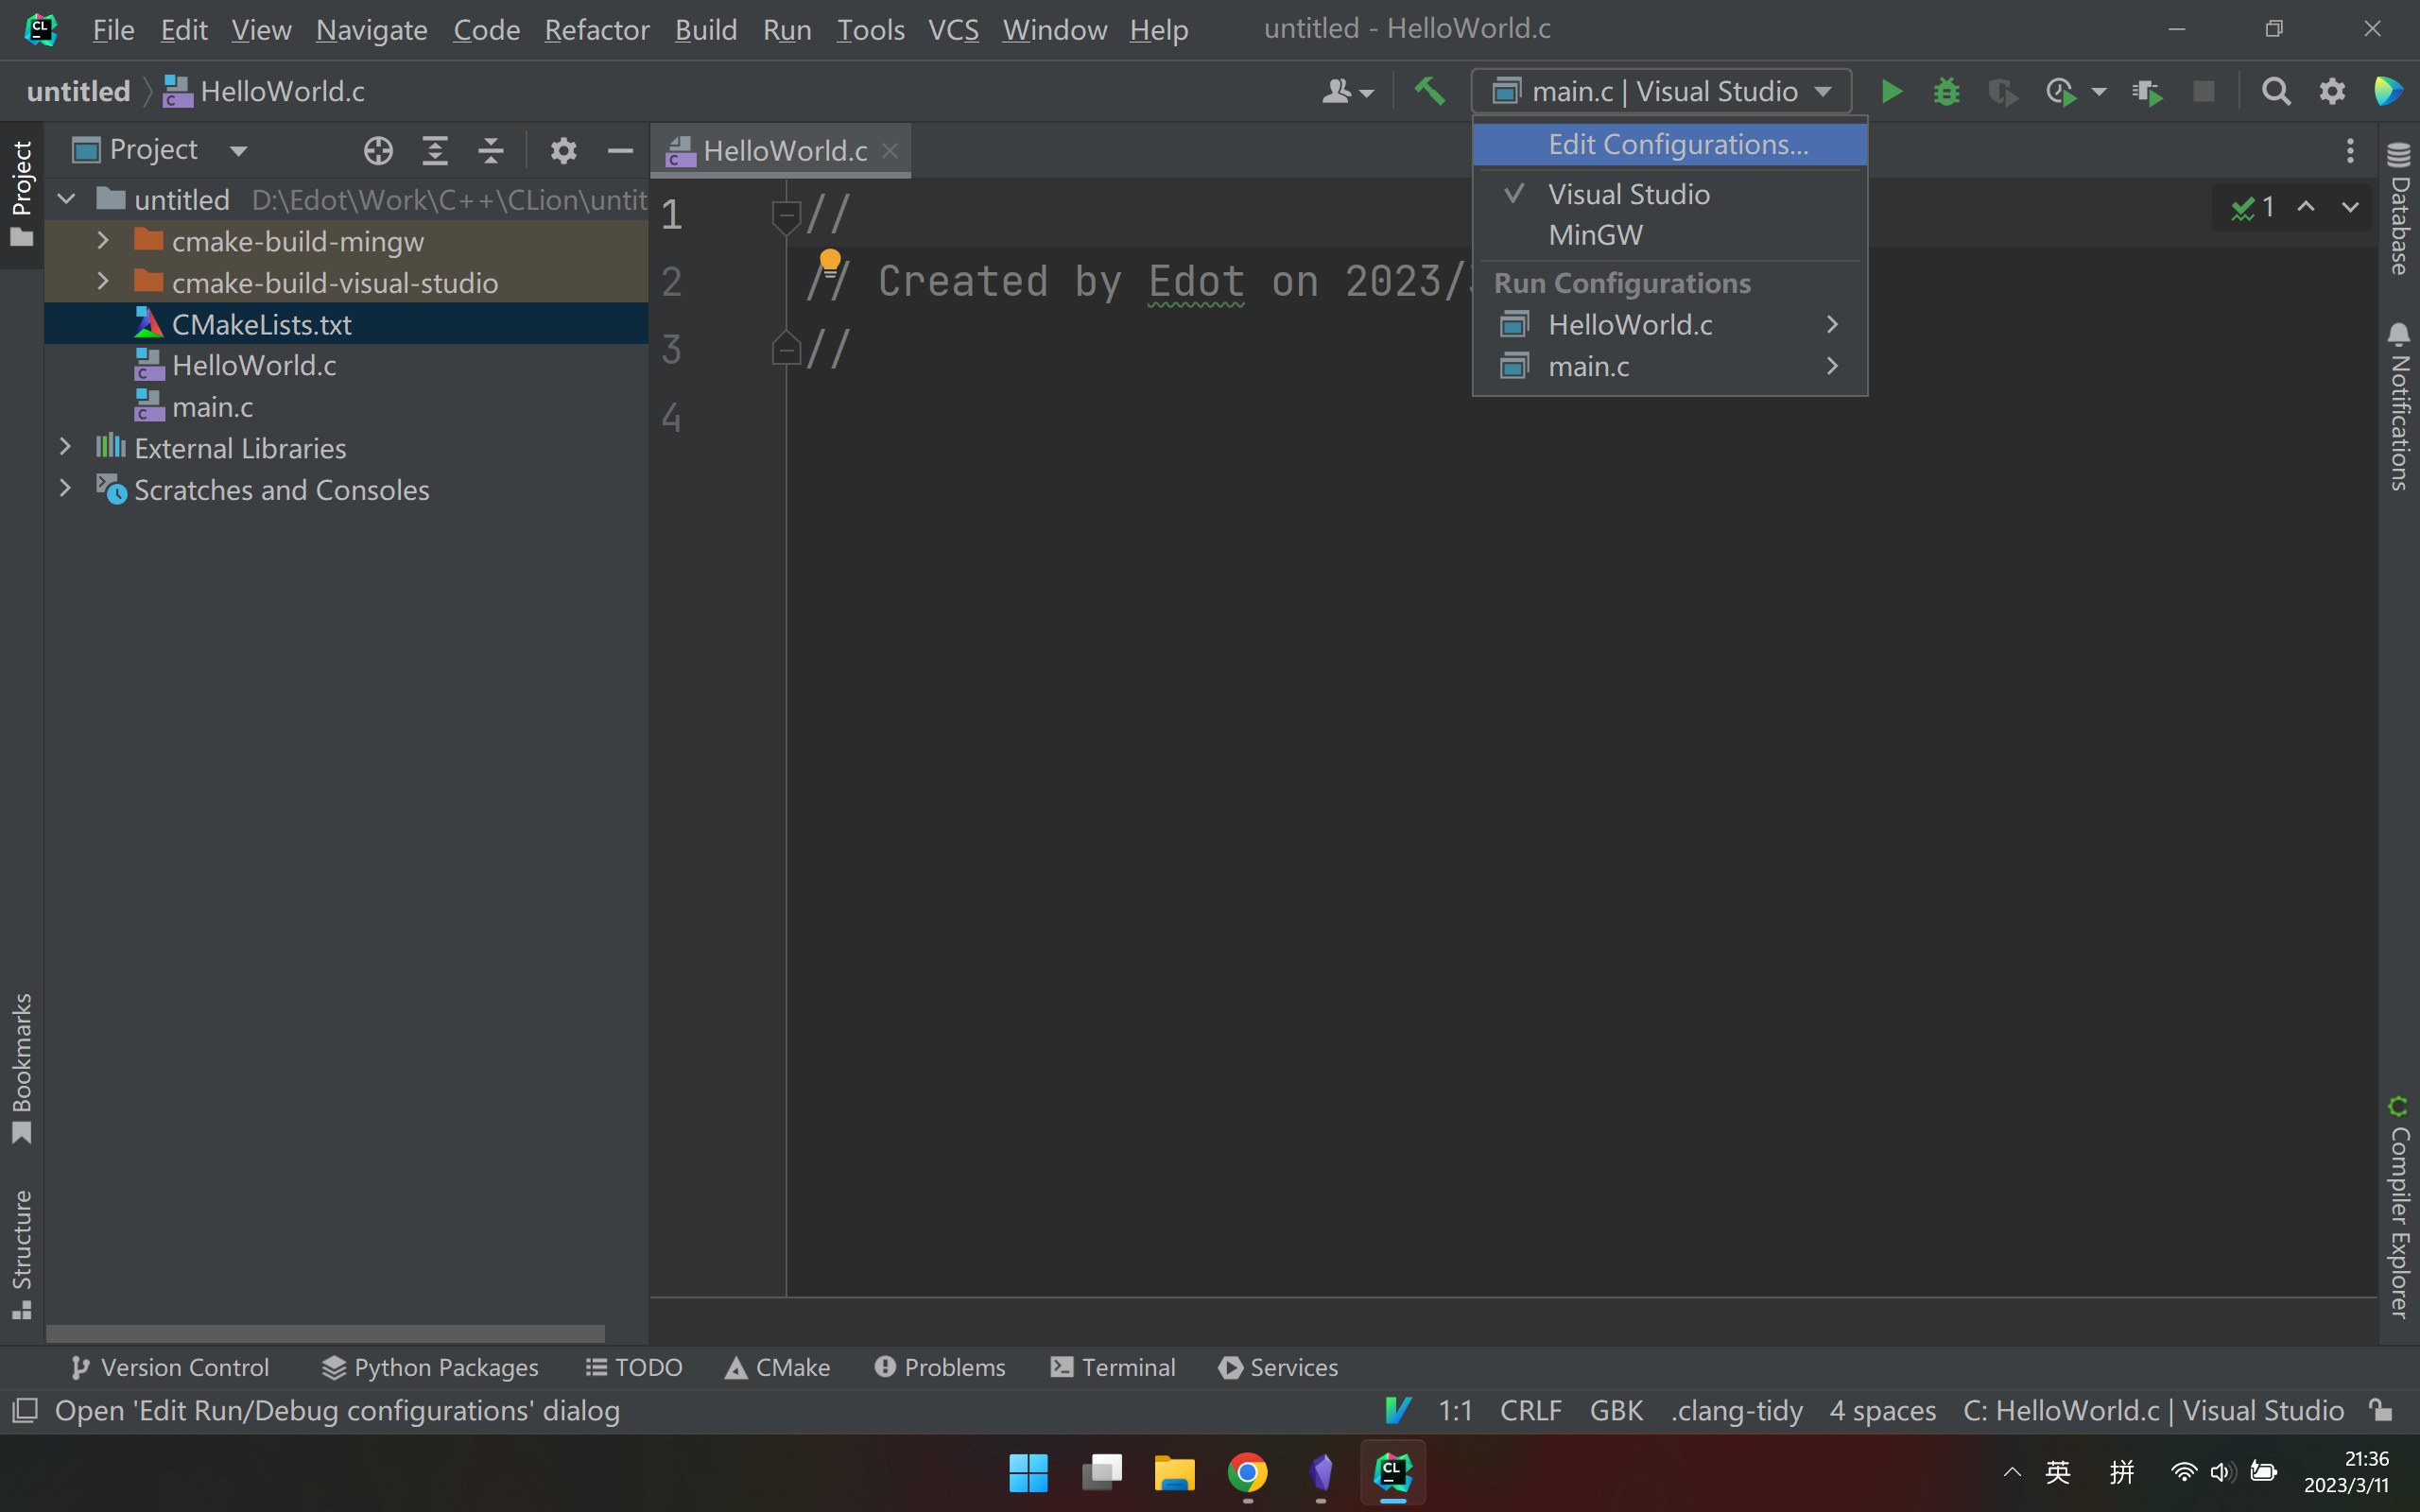 File Edit View Navigate Code Refactor Build Run Tools VCS Window Help untitled - HelloWorld.c
untitled HelloWorld.c main.c | Visual Studio
Project
Project
HelloWorld.c
Edit Configurations...
Visual Studio
MinGW
Run Configurations
HelloWorld.c
main.c
untitled D:\Edot\Work\C++\CLion\untit
cmake-build-mingw
cmake-build-visual-studio
CMakeLists.txt
HelloWorld.c
main.c
External Libraries
Scratches and Consoles
1 //
2 // Created by Edot on 2023/
3 //
4
1
Database
Notifications
Compiler Explorer
Bookmarks
Structure
Version Control Python Packages TODO CMake Problems Terminal Services
Open 'Edit Run/Debug configurations' dialog 1:1 CRLF GBK .clang-tidy 4 spaces C: HelloWorld.c | Visual Studio
CL
英 拼 21:36
2023/3/11